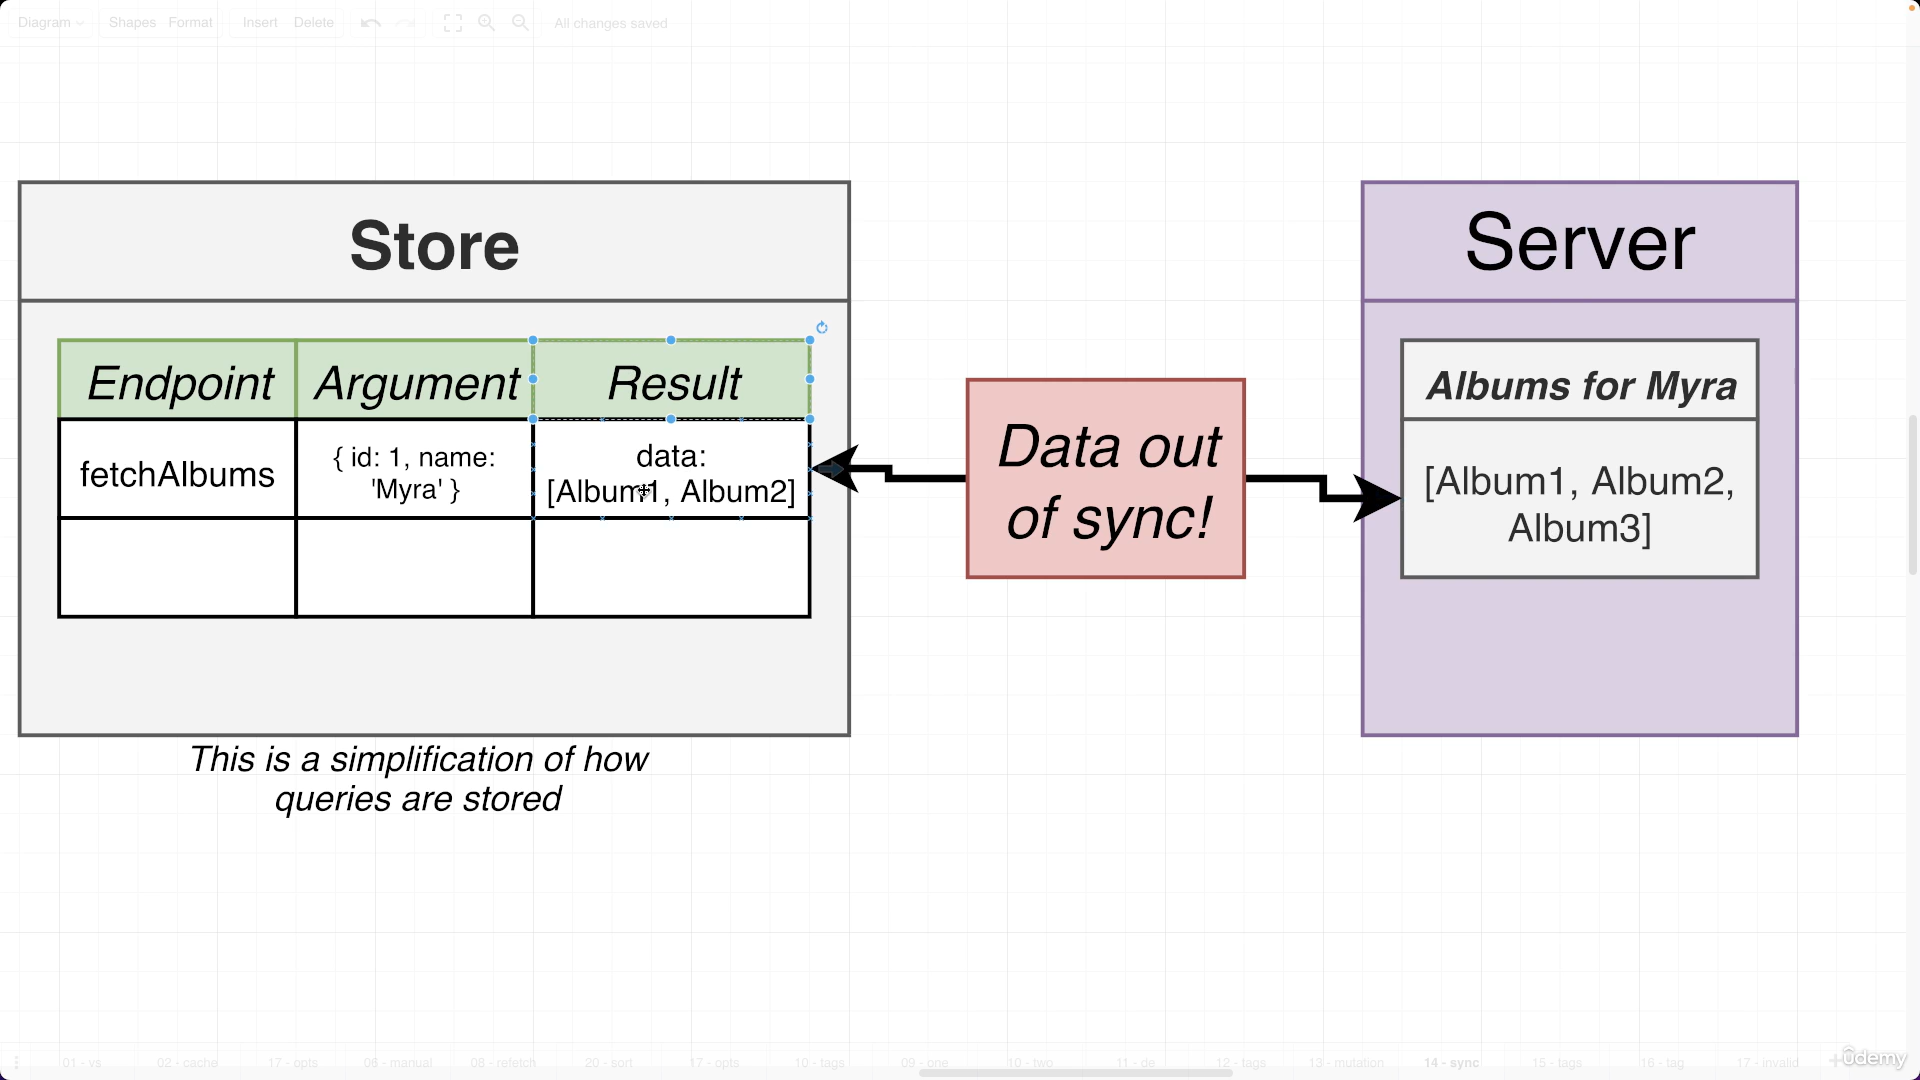 Diagram Shapes Format Insert Delete All changes saved
Store
Endpoint Argument Result
fetchAlbums
{ id: 1, name:
'Myra' }
data:
[Album1, Album2]
This is a simplification of how
queries are stored
Data out
of sync!
Server
Albums for Myra
[Album1, Album2,
Album3]
01 - vs 02 - cache 17 - opts 06 - manual 08 - refetch 20 - sort 17 - opts 10 - tags 09 - one 10 - two 11 - de 12 - tags 13 - mutation 14 - sync 15 - tags 16 - tag 17 - invalid
ûdemy